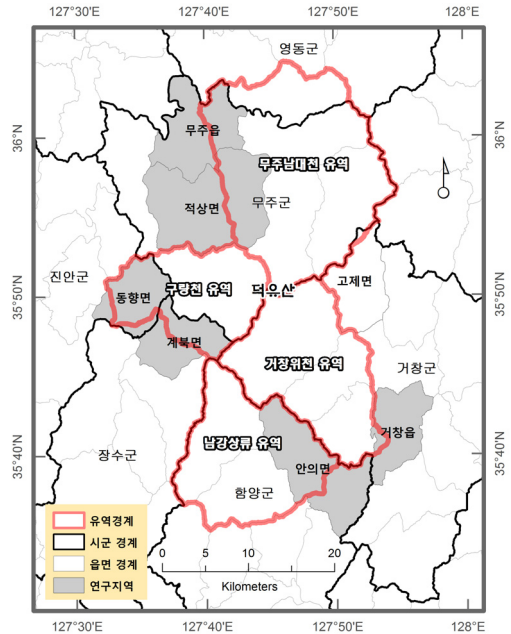 127°30'E 127°40'E 127°50'E 128°E
영동군
36°N 36°N
무주읍
무주남대천 유역
적상면
무주군
진안군
덕유산
고제면
구량천 유역
동향면
35°50'N 35°50'N
계북면
거창위천 유역
거창군
거창읍
남강상류 유역
장수군
안의면
35°40'N 35°40'N
함양군
유역경계
시군 경계
읍면 경계
연구지역
0 5 10 20
Kilometers
127°30'E 127°40'E 127°50'E 128°E